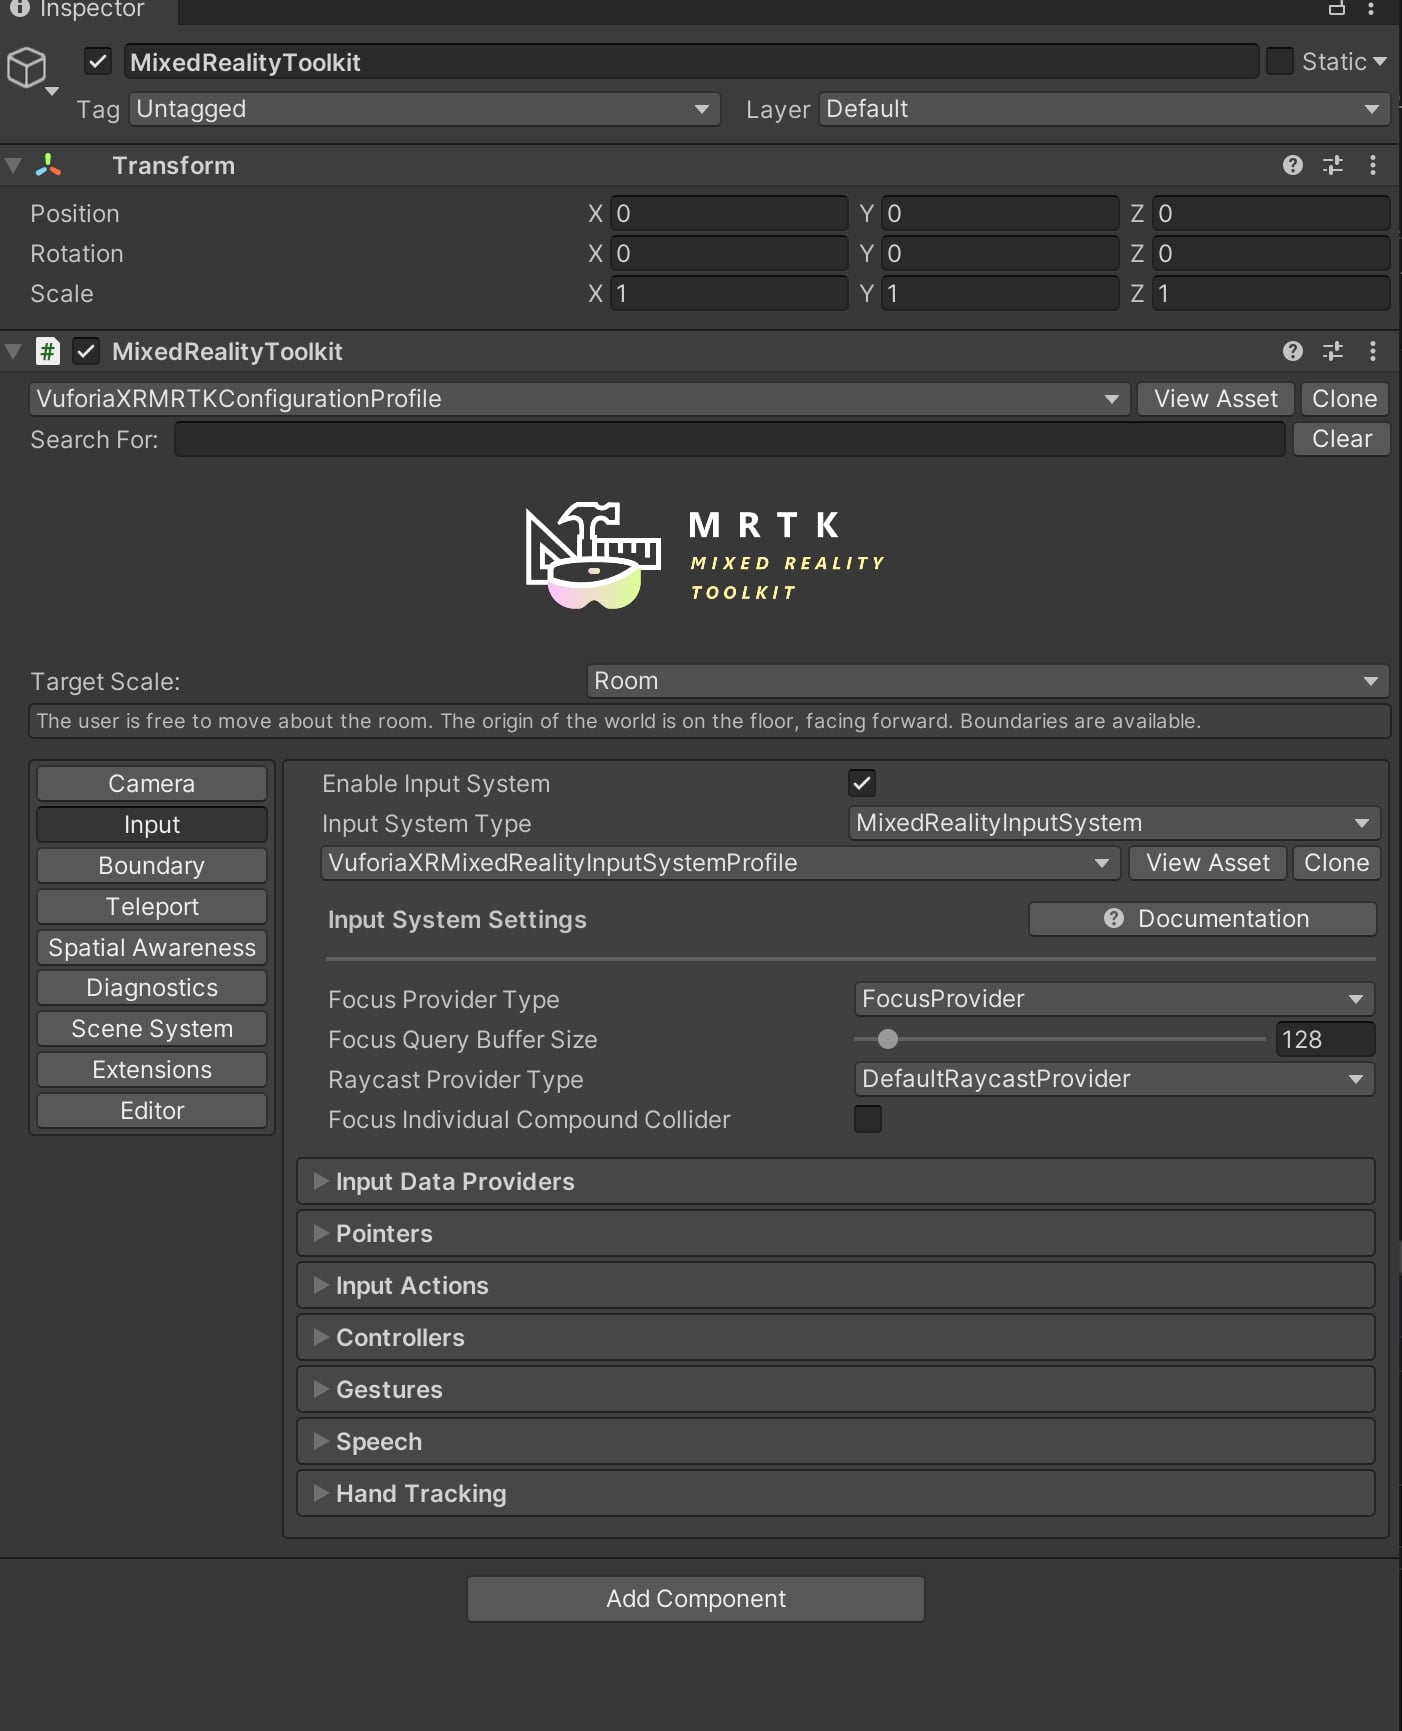 Inspector
MixedRealityToolkit Static
Tag Untagged Layer Default
Transform
Position X 0 Y 0 Z 0
Rotation X 0 Y 0 Z 0
Scale X 1 Y 1 Z 1
# MixedRealityToolkit
VuforiaXRMRTKConfigurationProfile View Asset Clone
Search For: Clear
MRTK
MIXED REALITY
TOOLKIT
Target Scale: Room
The user is free to move about the room. The origin of the world is on the floor, facing forward. Boundaries are available.
Camera
Input
Boundary
Teleport
Spatial Awareness
Diagnostics
Scene System
Extensions
Editor
Enable Input System
Input System Type MixedRealityInputSystem
VuforiaXRMixedRealityInputSystemProfile View Asset Clone
Input System Settings Documentation
Focus Provider Type FocusProvider
Focus Query Buffer Size 128
Raycast Provider Type DefaultRaycastProvider
Focus Individual Compound Collider
Input Data Providers
Pointers
Input Actions
Controllers
Gestures
Speech
Hand Tracking
Add Component